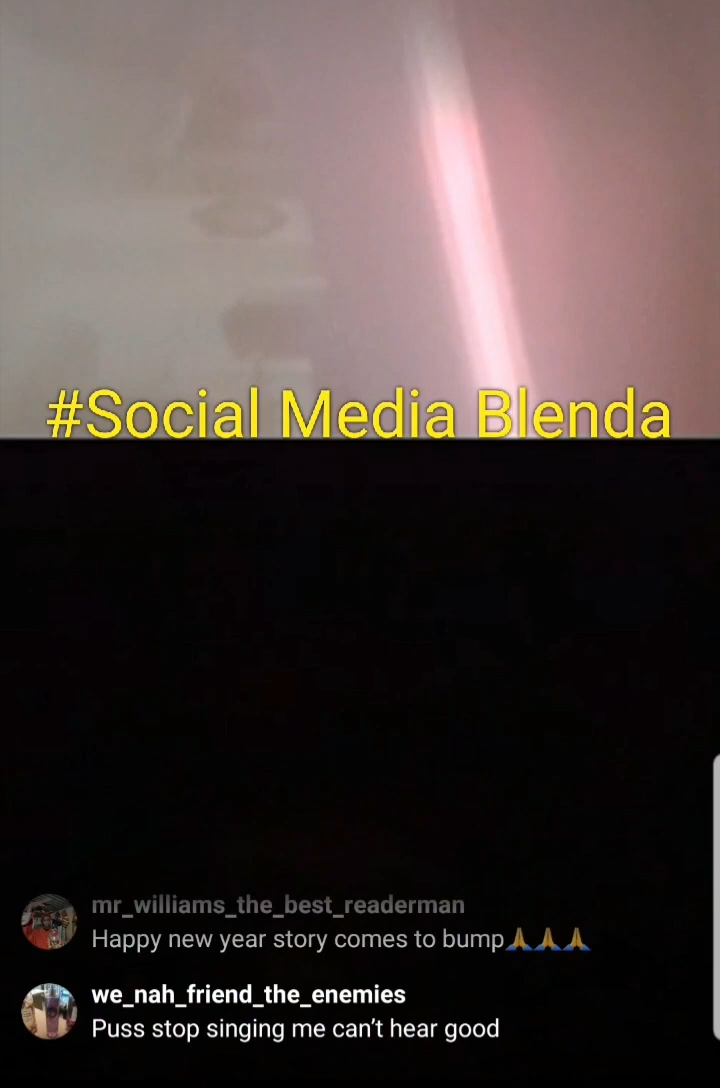 #Social Media Blenda
mr_williams_the_best_readerman
Happy new year story comes to bump🙏🙏🙏
we_nah_friend_the_enemies
Puss stop singing me can't hear good